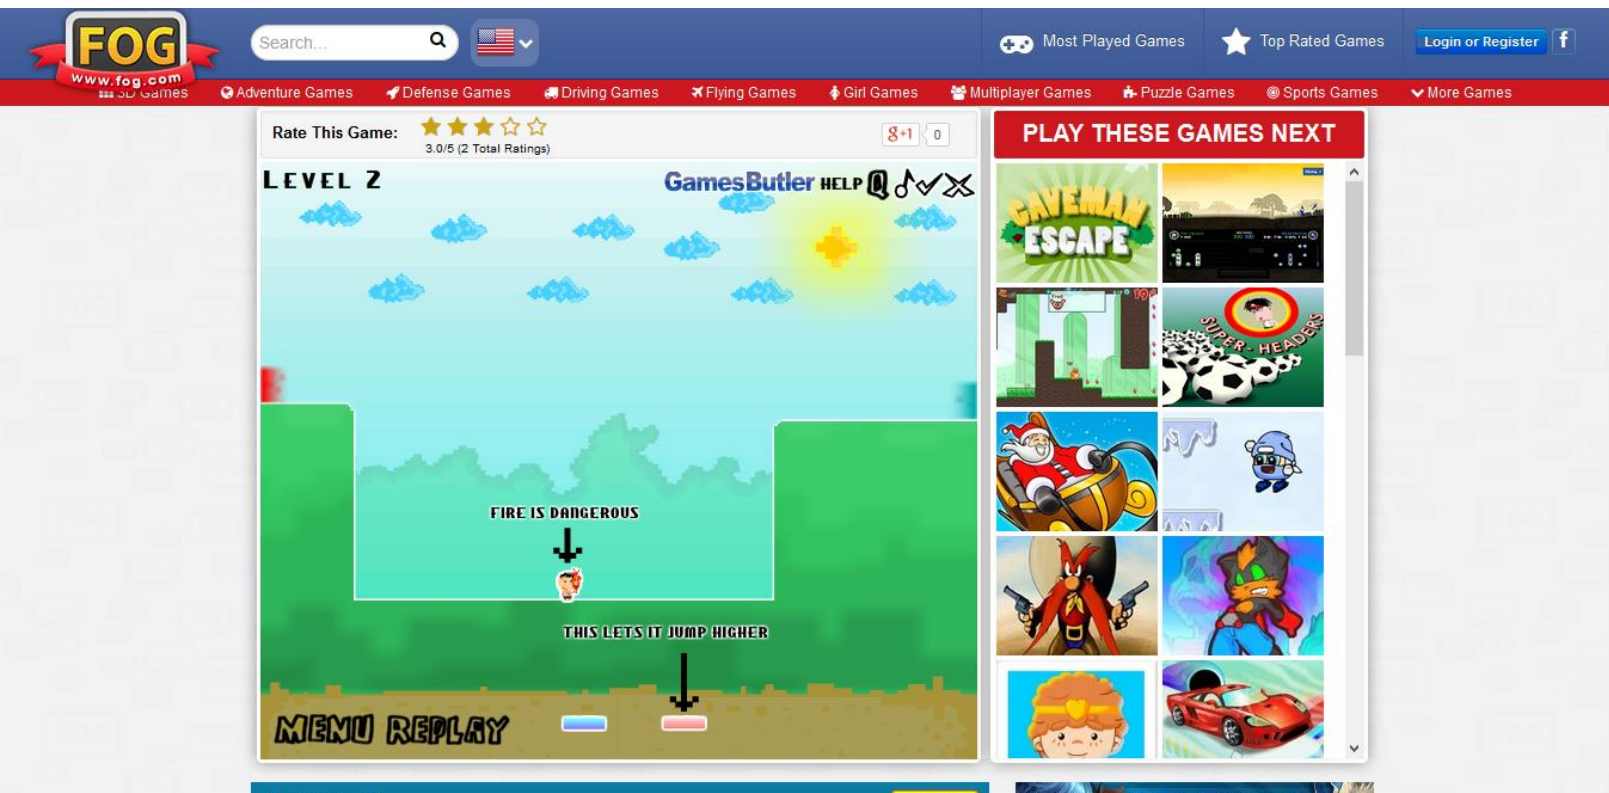 FOG
www.fog.com
Search...
Most Played Games
Top Rated Games
Login or Register
f
3D Games
Adventure Games
Defense Games
Driving Games
Flying Games
Girl Games
Multiplayer Games
Puzzle Games
Sports Games
More Games
Rate This Game:
3.0/5 (2 Total Ratings)
g+1
0
PLAY THESE GAMES NEXT
LEVEL 2
GamesButler HELP Q
FIRE IS DANGEROUS
THIS LETS IT JUMP HIGHER
MENU REPLAY
CAVEMAN
ESCAPE
SUPER-HEADERS